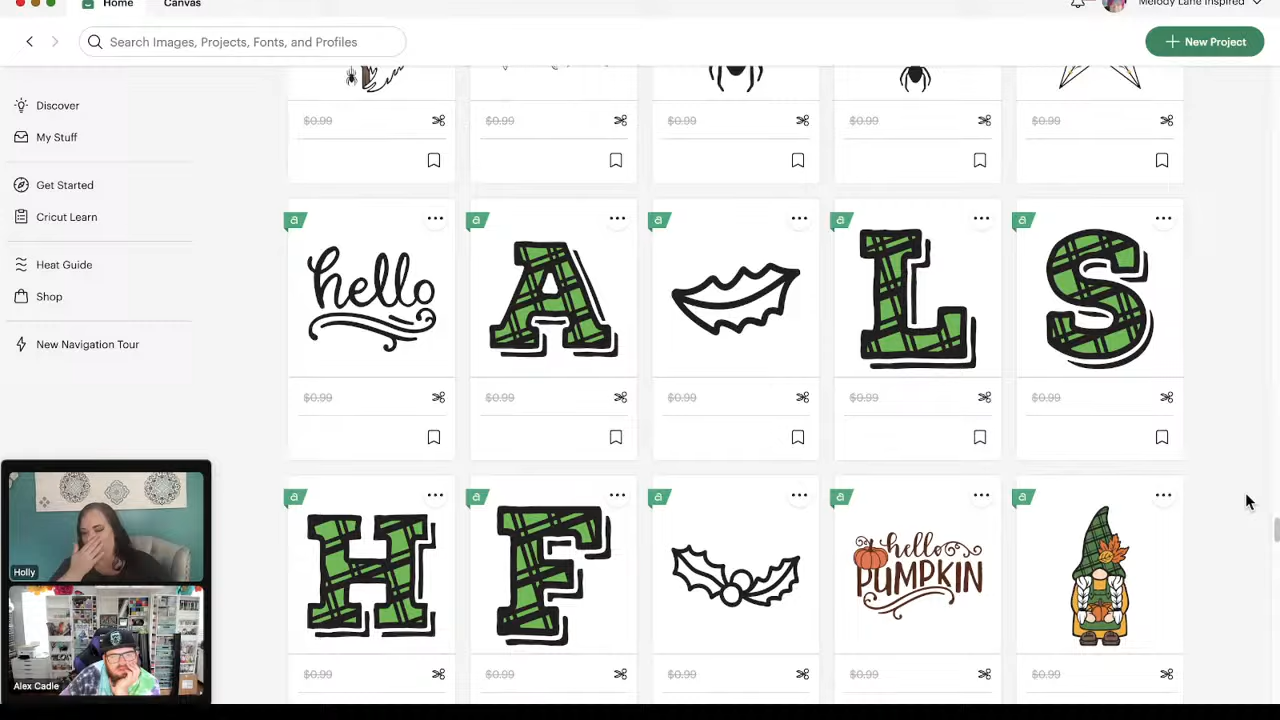 Home Canvas Melody Lane Inspired
Search Images, Projects, Fonts, and Profiles
New Project
Discover
My Stuff
Get Started
Cricut Learn
Heat Guide
Shop
New Navigation Tour
$0.99 $0.99 $0.99 $0.99 $0.99
a a a a a
hello A L S
$0.99 $0.99 $0.99 $0.99 $0.99
a a a a a
H F hello
PUMPKIN
$0.99 $0.99 $0.99 $0.99 $0.99
Holly
Alex Cadle